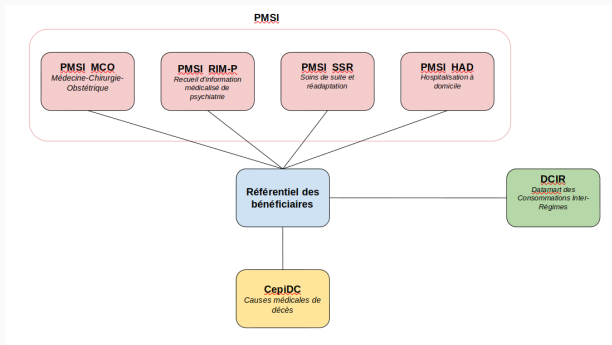 PMSI
PMSI MCO
Médecine-Chirurgie-
Obstétrique
PMSI RIM-P
Recueil d'information
médicalisé de
psychiatrie
PMSI SSR
Soins de suite et
réadaptation
PMSI HAD
Hospitalisation à
domicile
Référentiel des
bénéficiaires
DCIR
Datamart des
Consommations Inter-
Régimes
CepiDC
Causes médicales de
décès